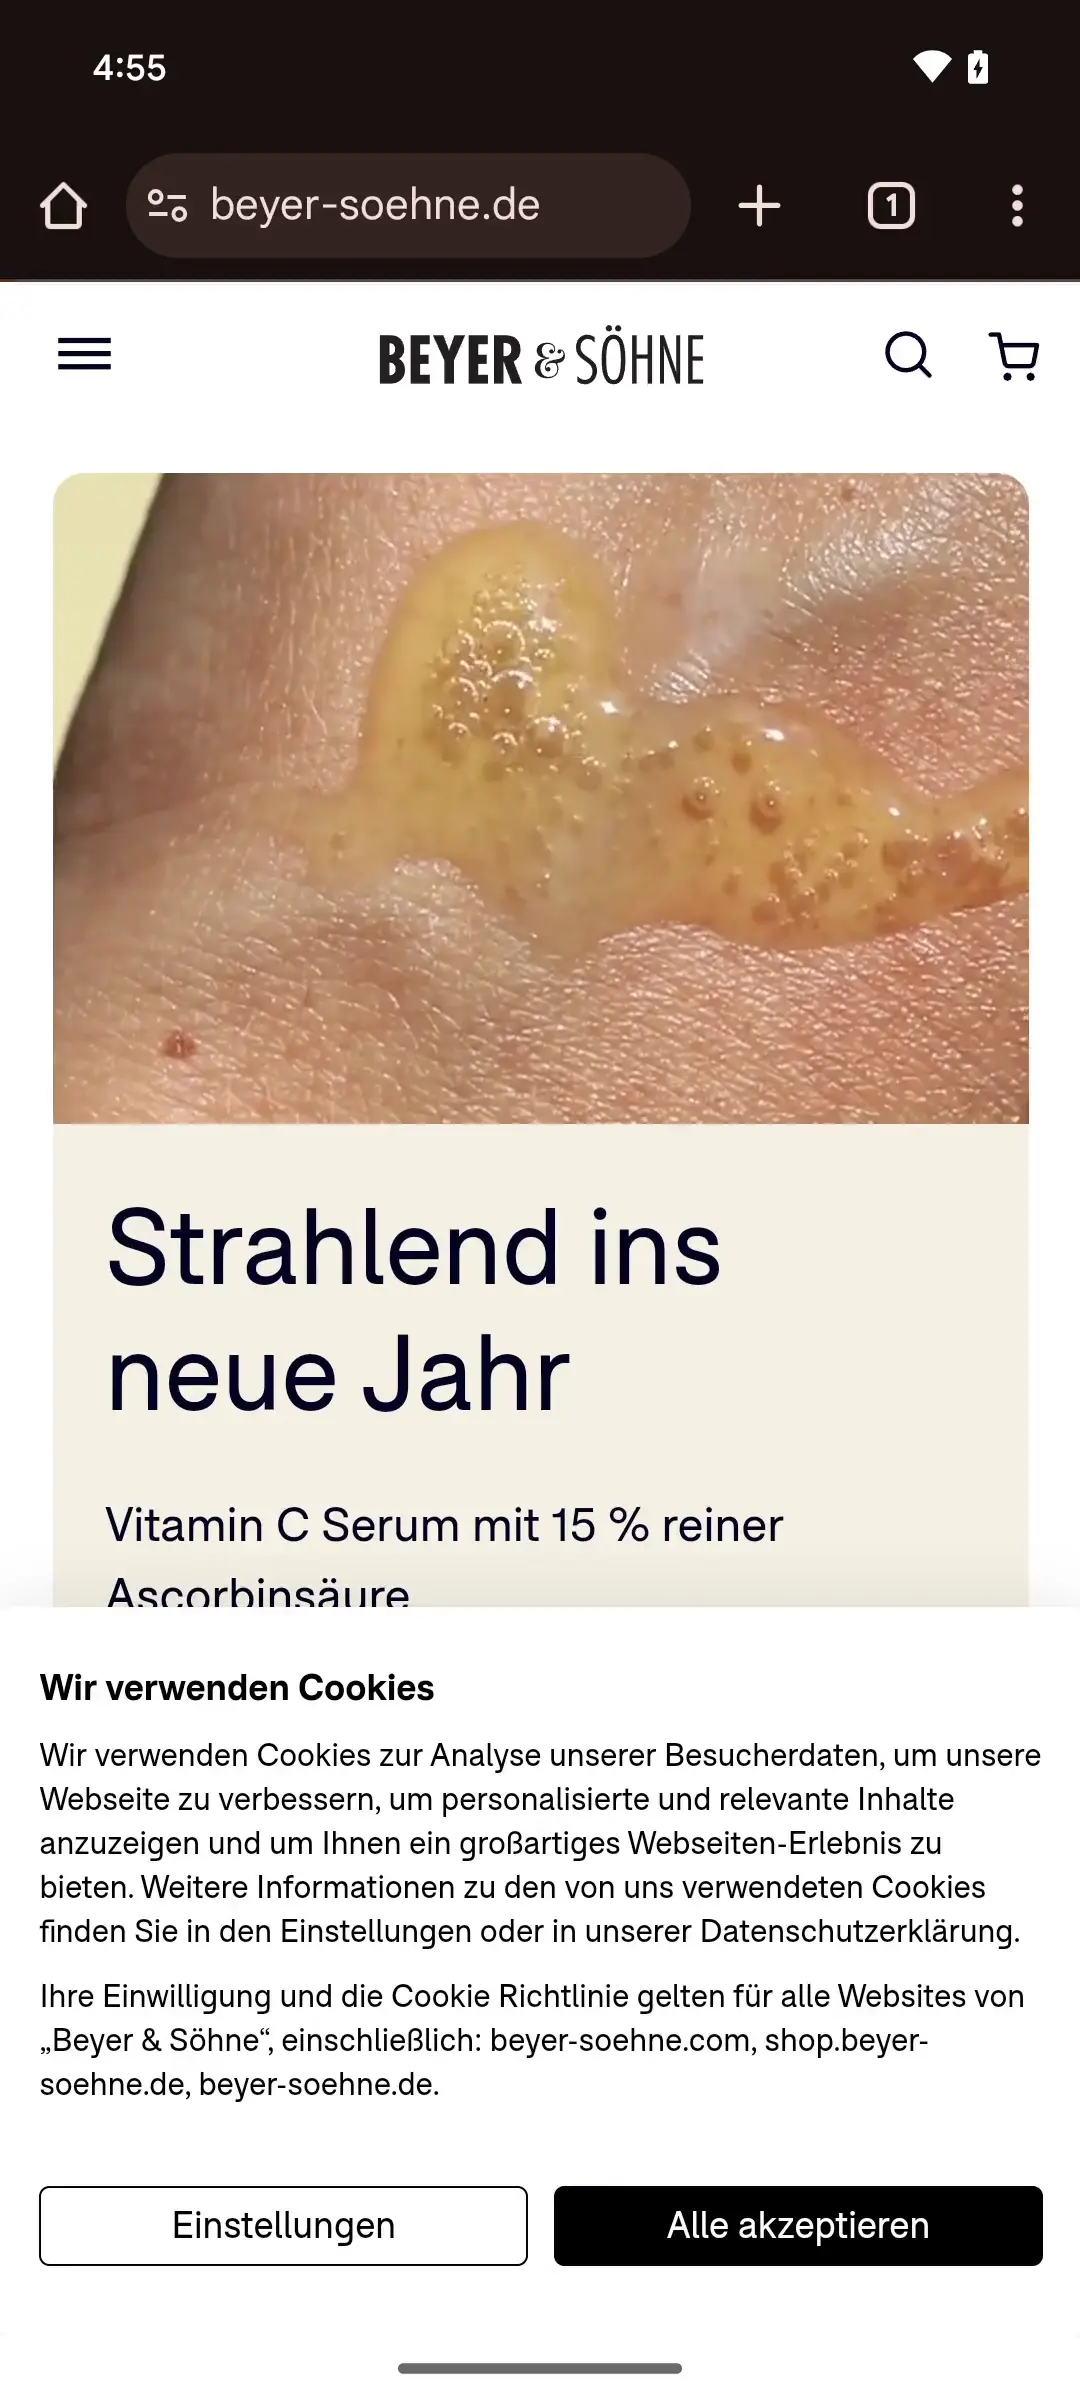 4:55
beyer-soehne.de
1
BEYER & SÖHNE
Strahlend ins
neue Jahr
Vitamin C Serum mit 15 % reiner
Ascorbinsäure
Wir verwenden Cookies
Wir verwenden Cookies zur Analyse unserer Besucherdaten, um unsere
Webseite zu verbessern, um personalisierte und relevante Inhalte
anzuzeigen und um Ihnen ein großartiges Webseiten-Erlebnis zu
bieten. Weitere Informationen zu den von uns verwendeten Cookies
finden Sie in den Einstellungen oder in unserer Datenschutzerklärung.
Ihre Einwilligung und die Cookie Richtlinie gelten für alle Websites von
„Beyer & Söhne“, einschließlich: beyer-soehne.com, shop.beyer-
soehne.de, beyer-soehne.de.
Einstellungen
Alle akzeptieren